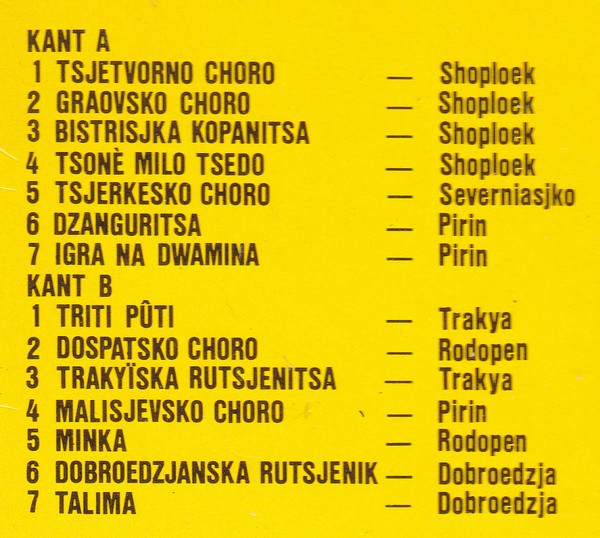 KANT A
1 TSJETVORNO CHORO — Shoploek
2 GRAOVSKO CHORO — Shoploek
3 BISTRISJKA KOPANITSA — Shoploek
4 TSONÈ MILO TSEDO — Shoploek
5 TSJERKESKO CHORO — Severniasjko
6 DZANGURITSA — Pirin
7 IGRA NA DWAMINA — Pirin
KANT B
1 TRITI PÛTI — Trakya
2 DOSPATSKO CHORO — Rodopen
3 TRAKYÏSKA RUTSJENITSA — Trakya
4 MALISJEVSKO CHORO — Pirin
5 MINKA — Rodopen
6 DOBROEDZJANSKA RUTSJENIK — Dobroedzja
7 TALIMA — Dobroedzja